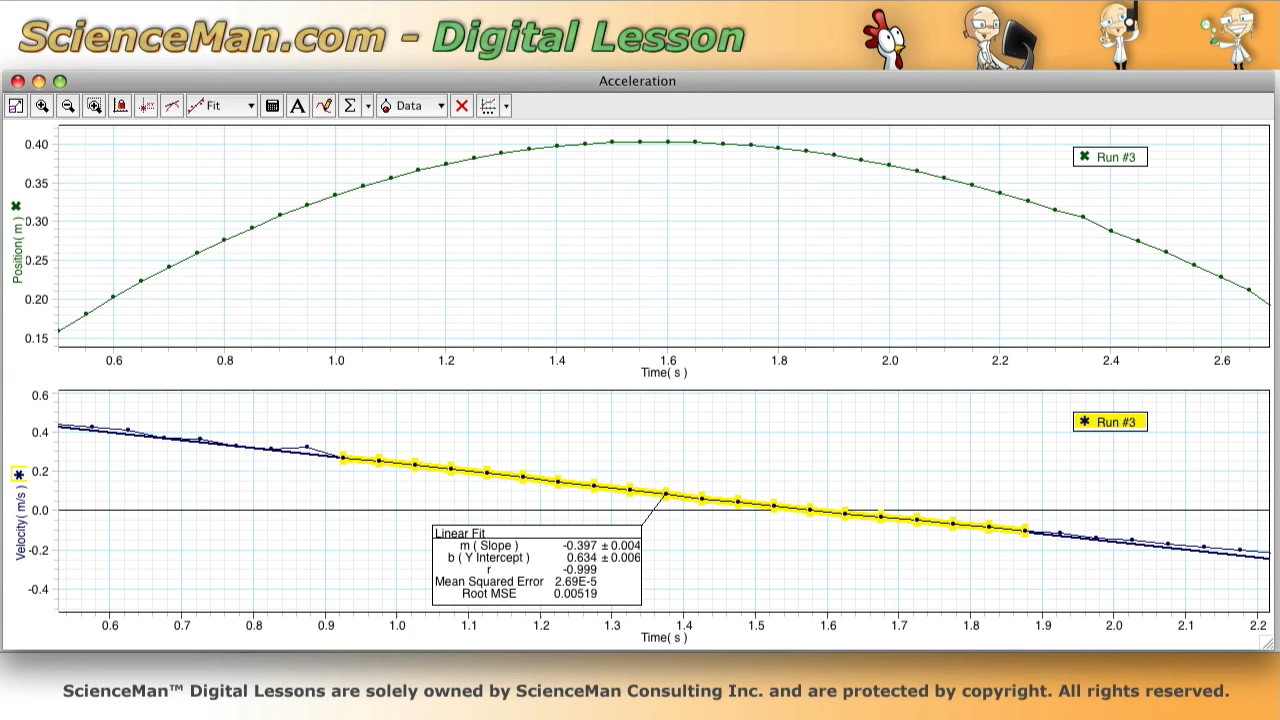 ScienceMan.com - Digital Lesson
Acceleration
Fit
A
Σ
Data
Position( m )
0.40
0.35
0.30
0.25
0.20
0.15
Run #3
0.6 0.8 1.0 1.2 1.4 1.6 1.8 2.0 2.2 2.4 2.6
Time( s )
Velocity( m/s )
0.6
0.4
0.2
0.0
-0.2
-0.4
Run #3
Linear Fit
m ( Slope ) -0.397 ± 0.004
b ( Y Intercept ) 0.634 ± 0.006
r -0.999
Mean Squared Error 2.69E-5
Root MSE 0.00519
0.6 0.7 0.8 0.9 1.0 1.1 1.2 1.3 1.4 1.5 1.6 1.7 1.8 1.9 2.0 2.1 2.2
Time( s )
ScienceMan™ Digital Lessons are solely owned by ScienceMan Consulting Inc. and are protected by copyright. All rights reserved.